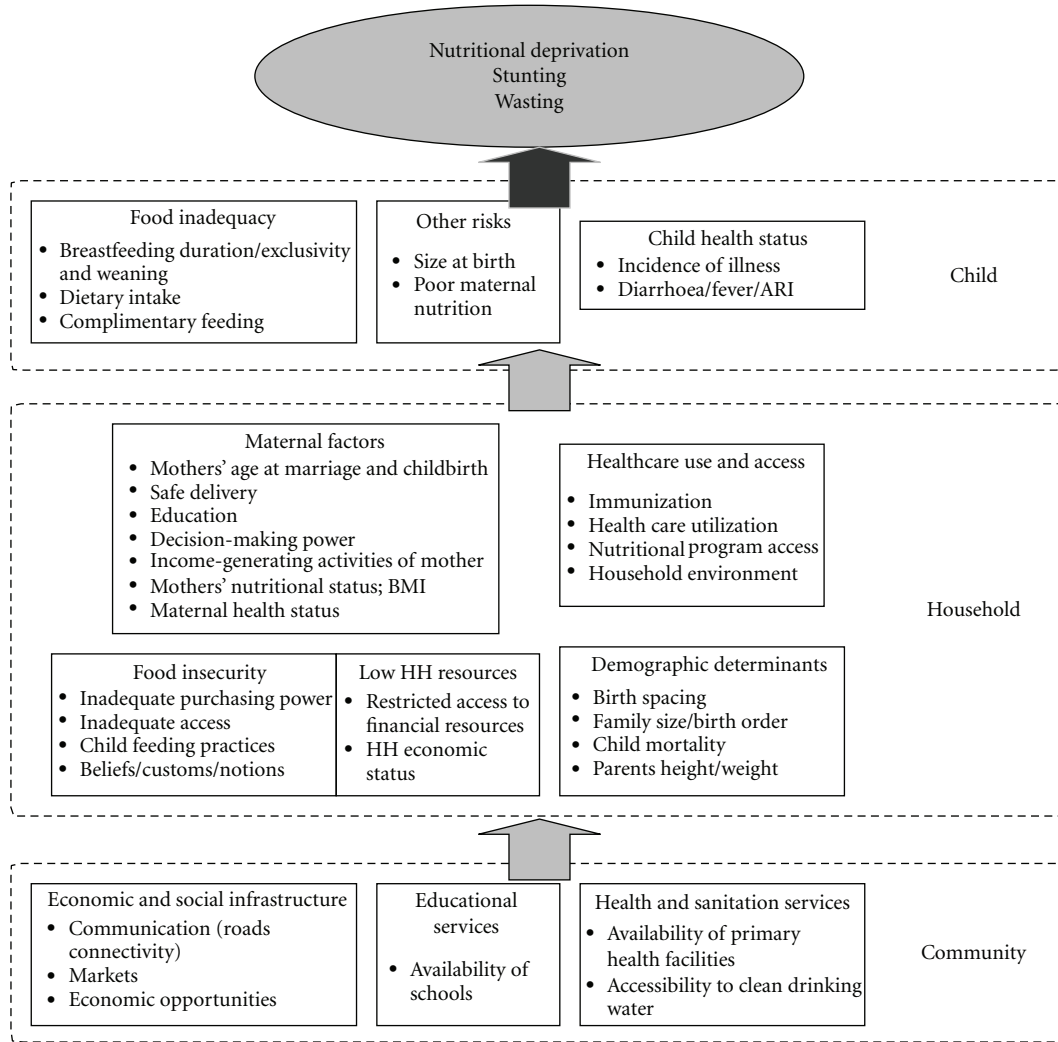 Nutritional deprivation
Stunting
Wasting
Food inadequacy
• Breastfeeding duration/exclusivity
and weaning
• Dietary intake
• Complimentary feeding
Other risks
• Size at birth
• Poor maternal
nutrition
Child health status
• Incidence of illness
• Diarrhoea/fever/ARI
Child
Maternal factors
• Mothers' age at marriage and childbirth
• Safe delivery
• Education
• Decision-making power
• Income-generating activities of mother
• Mothers' nutritional status; BMI
• Maternal health status
Healthcare use and access
• Immunization
• Health care utilization
• Nutritional program access
• Household environment
Household
Food insecurity
• Inadequate purchasing power
• Inadequate access
• Child feeding practices
• Beliefs/customs/notions
Low HH resources
• Restricted access to
financial resources
• HH economic
status
Demographic determinants
• Birth spacing
• Family size/birth order
• Child mortality
• Parents height/weight
Economic and social infrastructure
• Communication (roads
connectivity)
• Markets
• Economic opportunities
Educational
services
• Availability of
schools
Health and sanitation services
• Availability of primary
health facilities
• Accessibility to clean drinking
water
Community